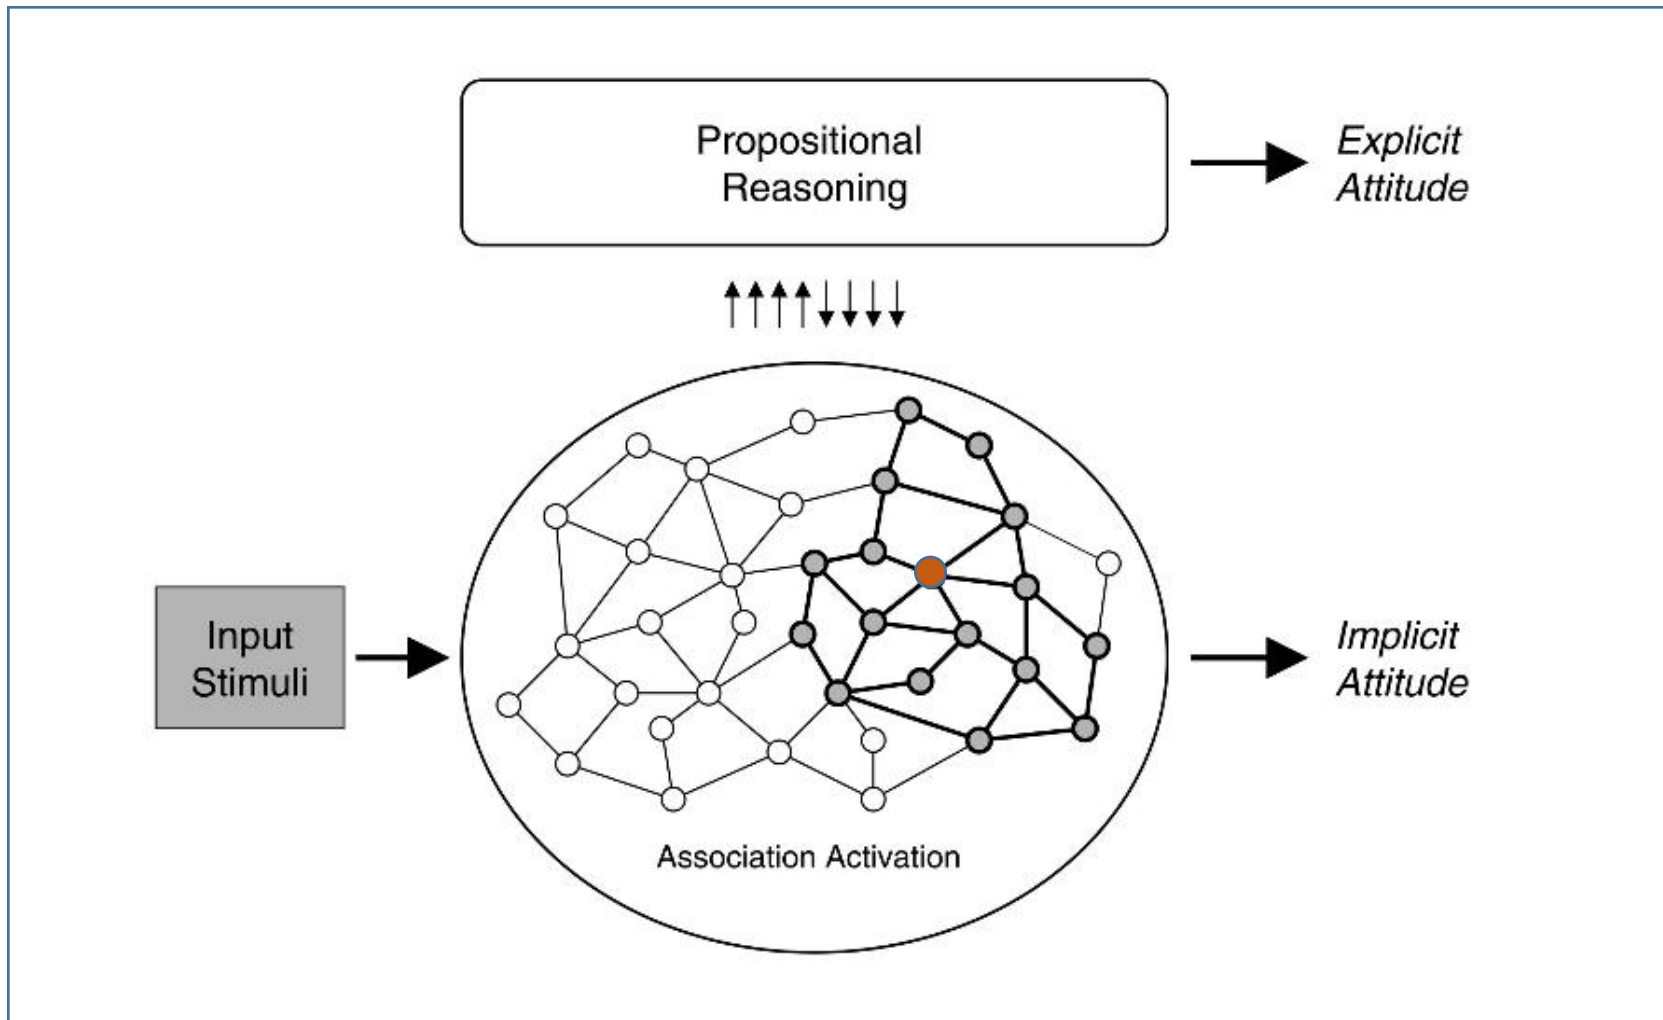 Propositional
Reasoning
Explicit
Attitude
Input
Stimuli
Implicit
Attitude
Association Activation